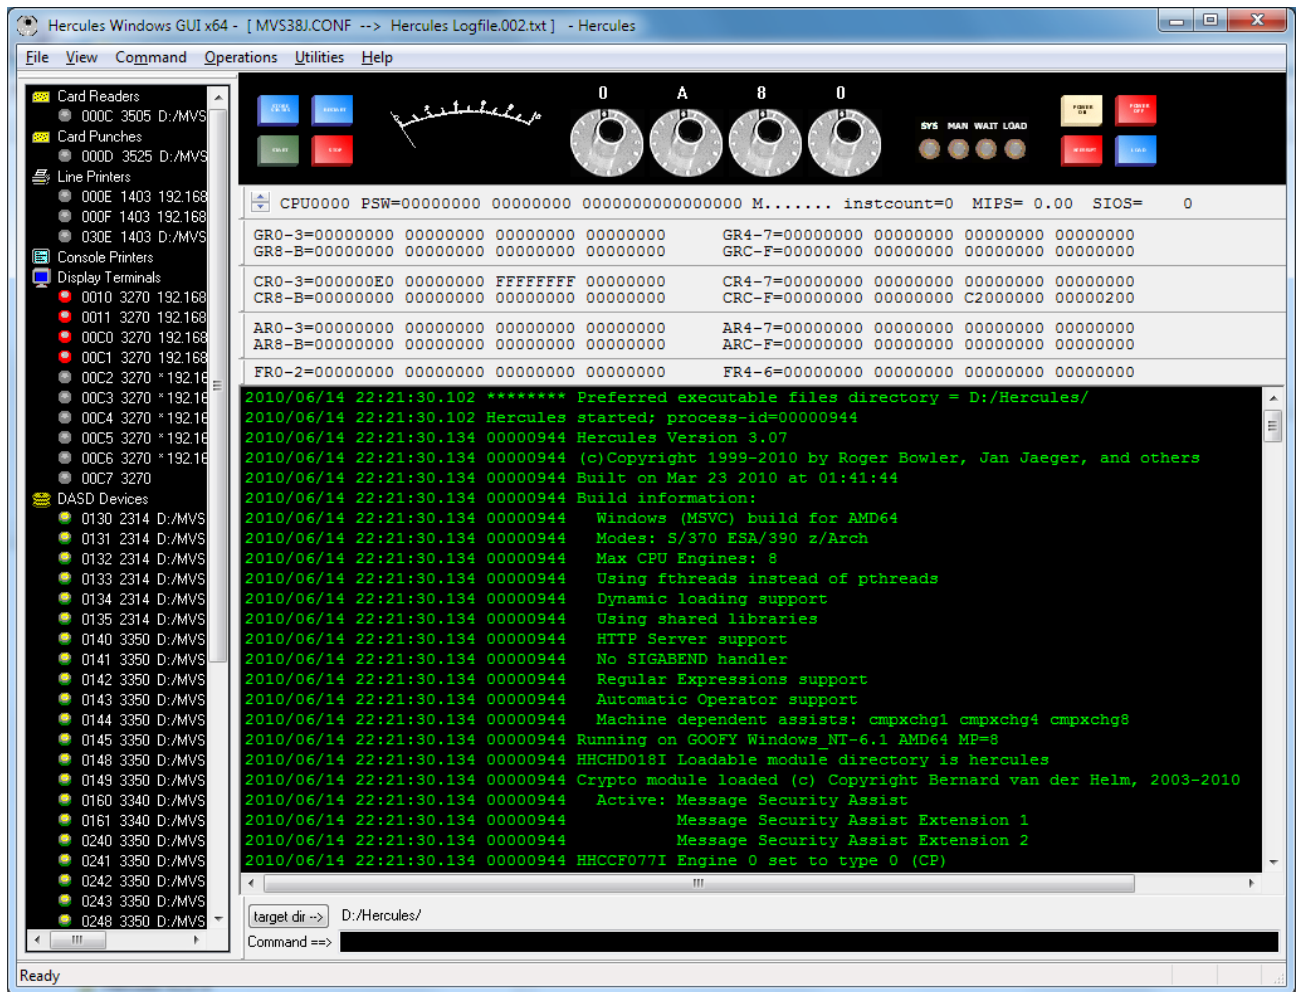 Hercules Windows GUI x64 - [ MVS38J.CONF --> Hercules Logfile.002.txt ] - Hercules
File View Command Operations Utilities Help
Card Readers
000C 3505 D:/MVS
Card Punches
000D 3525 D:/MVS
Line Printers
000E 1403 192.168
000F 1403 192.168
030E 1403 D:/MVS
Console Printers
Display Terminals
0010 3270 192.168
0011 3270 192.168
00C0 3270 192.168
00C1 3270 192.168
00C2 3270 *192.16
00C3 3270 *192.16
00C4 3270 *192.16
00C5 3270 *192.16
00C6 3270 *192.16
00C7 3270
DASD Devices
0130 2314 D:/MVS
0131 2314 D:/MVS
0132 2314 D:/MVS
0133 2314 D:/MVS
0134 2314 D:/MVS
0135 2314 D:/MVS
0140 3350 D:/MVS
0141 3350 D:/MVS
0142 3350 D:/MVS
0143 3350 D:/MVS
0144 3350 D:/MVS
0145 3350 D:/MVS
0148 3350 D:/MVS
0149 3350 D:/MVS
0160 3340 D:/MVS
0161 3340 D:/MVS
0240 3350 D:/MVS
0241 3350 D:/MVS
0242 3350 D:/MVS
0243 3350 D:/MVS
0248 3350 D:/MVS
0 A 8 0
SYS MAN WAIT LOAD
POWER ON
POWER OFF
START
STOP
INTERRUPT
LOAD
CPU0000 PSW=00000000 00000000 0000000000000000 M....... instcount=0 MIPS= 0.00 SIOS= 0
GR0-3=00000000 00000000 00000000 00000000 GR4-7=00000000 00000000 00000000 00000000
GR8-B=00000000 00000000 00000000 00000000 GRC-F=00000000 00000000 00000000 00000000
CR0-3=000000E0 00000000 FFFFFFFF 00000000 CR4-7=00000000 00000000 00000000 00000000
CR8-B=00000000 00000000 00000000 00000000 CRC-F=00000000 00000000 C2000000 00000200
AR0-3=00000000 00000000 00000000 00000000 AR4-7=00000000 00000000 00000000 00000000
AR8-B=00000000 00000000 00000000 00000000 ARC-F=00000000 00000000 00000000 00000000
FR0-2=00000000 00000000 00000000 00000000 FR4-6=00000000 00000000 00000000 00000000
2010/06/14 22:21:30.102 ******** Preferred executable files directory = D:/Hercules/
2010/06/14 22:21:30.102 Hercules started; process-id=00000944
2010/06/14 22:21:30.134 00000944 Hercules Version 3.07
2010/06/14 22:21:30.134 00000944 (c)Copyright 1999-2010 by Roger Bowler, Jan Jaeger, and others
2010/06/14 22:21:30.134 00000944 Built on Mar 23 2010 at 01:41:44
2010/06/14 22:21:30.134 00000944 Build information:
2010/06/14 22:21:30.134 00000944 Windows (MSVC) build for AMD64
2010/06/14 22:21:30.134 00000944 Modes: S/370 ESA/390 z/Arch
2010/06/14 22:21:30.134 00000944 Max CPU Engines: 8
2010/06/14 22:21:30.134 00000944 Using fthreads instead of pthreads
2010/06/14 22:21:30.134 00000944 Dynamic loading support
2010/06/14 22:21:30.134 00000944 Using shared libraries
2010/06/14 22:21:30.134 00000944 HTTP Server support
2010/06/14 22:21:30.134 00000944 No SIGABEND handler
2010/06/14 22:21:30.134 00000944 Regular Expressions support
2010/06/14 22:21:30.134 00000944 Automatic Operator support
2010/06/14 22:21:30.134 00000944 Machine dependent assists: cmpxchg1 cmpxchg4 cmpxchg8
2010/06/14 22:21:30.134 00000944 Running on GOOFY Windows_NT-6.1 AMD64 MP=8
2010/06/14 22:21:30.134 00000944 HHCHD018I Loadable module directory is hercules
2010/06/14 22:21:30.134 00000944 Crypto module loaded (c) Copyright Bernard van der Helm, 2003-2010
2010/06/14 22:21:30.134 00000944 Active: Message Security Assist
2010/06/14 22:21:30.134 00000944 Message Security Assist Extension 1
2010/06/14 22:21:30.134 00000944 Message Security Assist Extension 2
2010/06/14 22:21:30.134 00000944 HHCCF077I Engine 0 set to type 0 (CP)
target dir --> D:/Hercules/
Command ==>
Ready